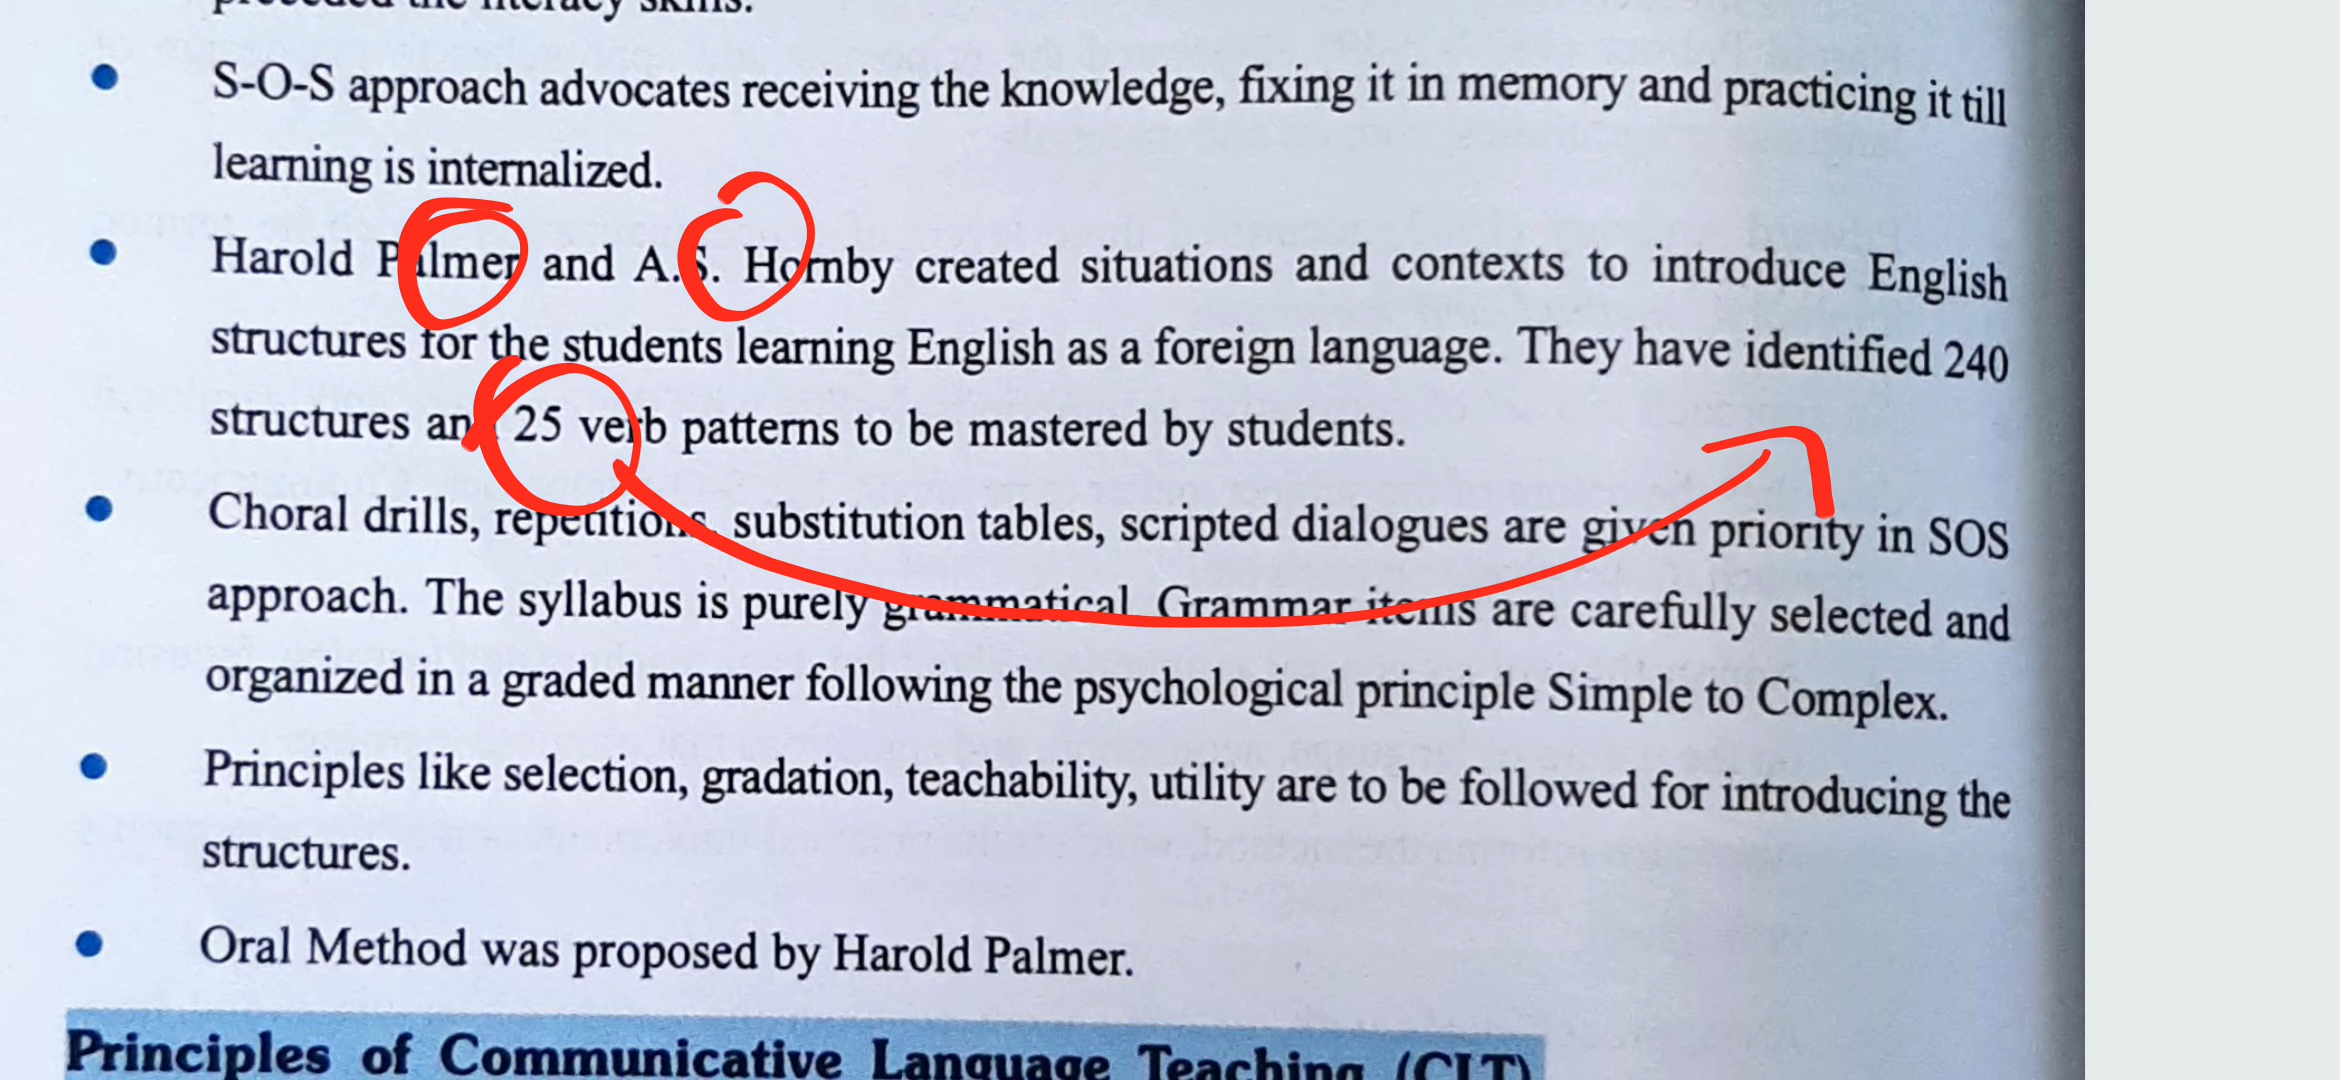 preceded the literacy skills.
● S-O-S approach advocates receiving the knowledge, fixing it in memory and practicing it till
learning is internalized.
● Harold Palmer and A.S. Hornby created situations and contexts to introduce English
structures for the students learning English as a foreign language. They have identified 240
structures and 25 verb patterns to be mastered by students.
● Choral drills, repetitions, substitution tables, scripted dialogues are given priority in SOS
approach. The syllabus is purely grammatical. Grammar items are carefully selected and
organized in a graded manner following the psychological principle Simple to Complex.
● Principles like selection, gradation, teachability, utility are to be followed for introducing the
structures.
● Oral Method was proposed by Harold Palmer.
Principles of Communicative Language Teaching (CLT)